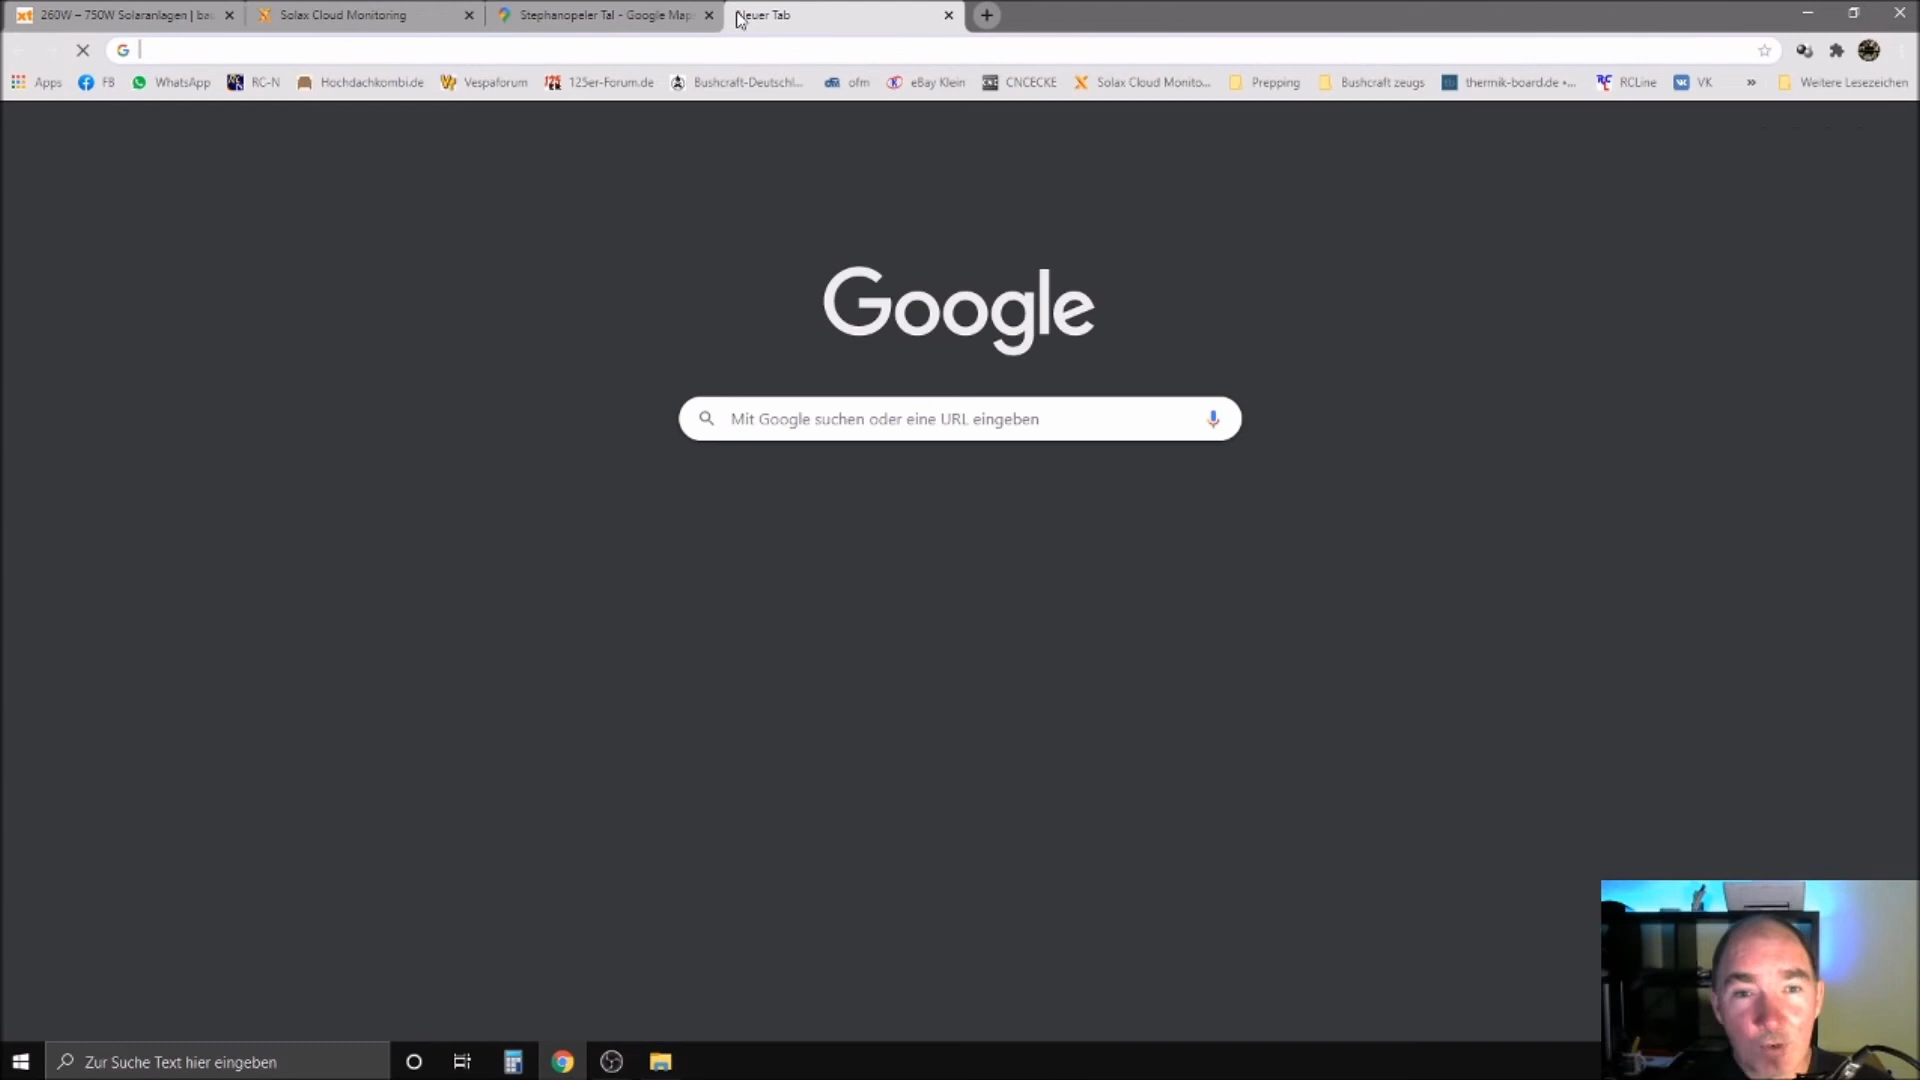 260W – 750W Solaranlagen | bau
Solax Cloud Monitoring
Stephanopeler Tal - Google Maps
Neuer Tab
Apps
FB
WhatsApp
RC-N
Hochdachkombi.de
Vespaforum
125er-Forum.de
Bushcraft-Deutschl...
ofm
eBay Klein
CNCECKE
Solax Cloud Monito...
Prepping
Bushcraft zeugs
thermik-board.de •...
RCLine
VK
»
Weitere Lesezeichen
Google
Mit Google suchen oder eine URL eingeben
Zur Suche Text hier eingeben